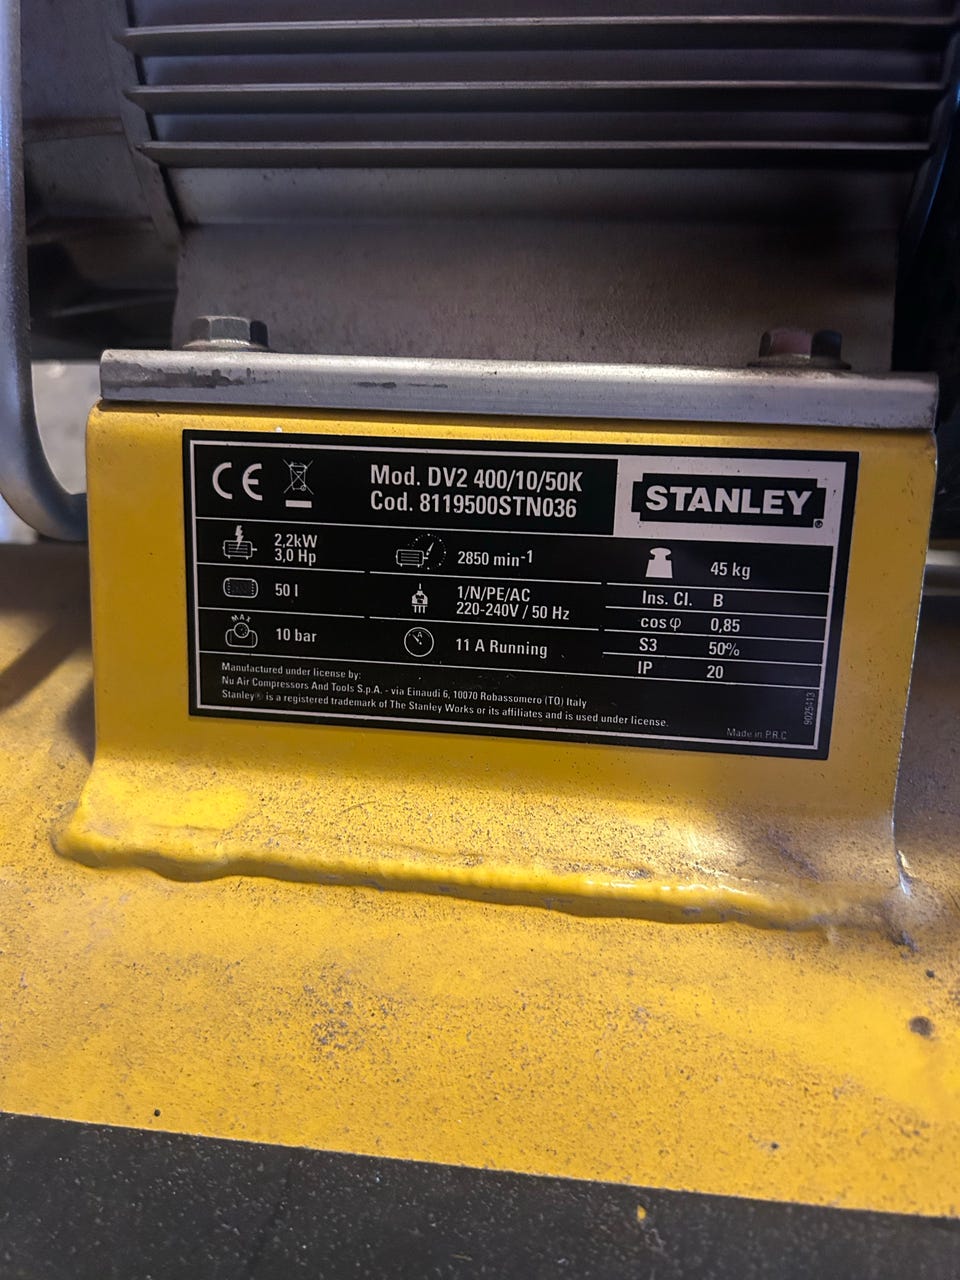 CE
Mod. DV2 400/10/50K
Cod. 8119500STN036
STANLEY
2,2kW
3,0 Hp
2850 min-1
45 kg
50 l
1/N/PE/AC
220-240V / 50 Hz
Ins. Cl. B
cosφ 0,85
MAX
10 bar
A
11 A Running
S3 50%
IP 20
Manufactured under license by:
Nu Air Compressors And Tools S.p.A. - via Einaudi 6, 10070 Robassomero (TO) Italy
Stanley® is a registered trademark of The Stanley Works or its affiliates and is used under license.
Made in P.R.C